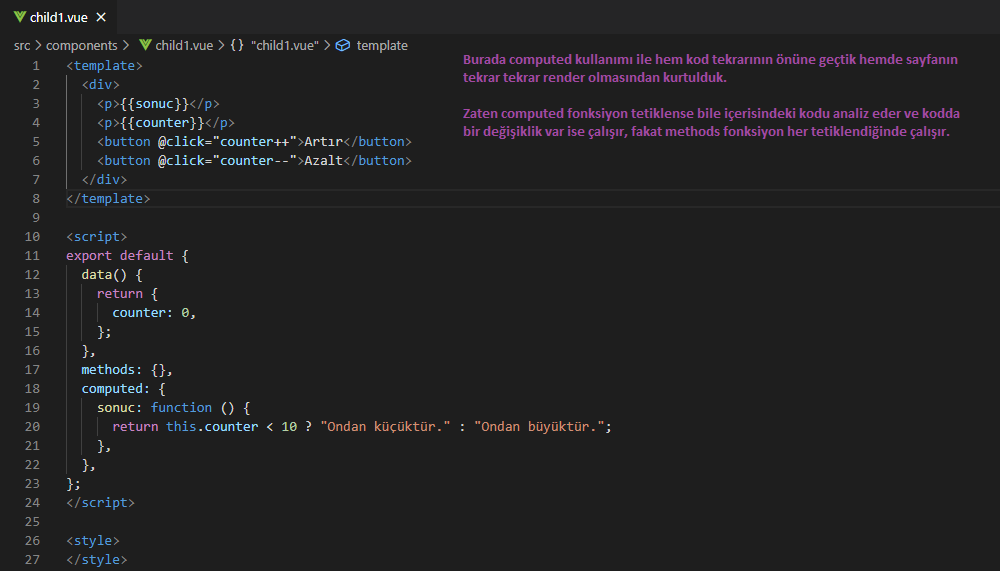 child1.vue
src > components > child1.vue > {} "child1.vue" > template
Burada computed kullanımı ile hem kod tekrarının önüne geçtik hemde sayfanın
tekrar tekrar render olmasından kurtulduk.
Zaten computed fonksiyon tetiklense bile içerisindeki kodu analiz eder ve kodda
bir değişiklik var ise çalışır, fakat methods fonksiyon her tetiklendiğinde çalışır.
1 <template>
2 <div>
3 <p>{{sonuc}}</p>
4 <p>{{counter}}</p>
5 <button @click="counter++">Artır</button>
6 <button @click="counter--">Azalt</button>
7 </div>
8 </template>
9
10 <script>
11 export default {
12 data() {
13 return {
14 counter: 0,
15 };
16 },
17 methods: {},
18 computed: {
19 sonuc: function () {
20 return this.counter < 10 ? "Ondan küçüktür." : "Ondan büyüktür.";
21 },
22 },
23 };
24 </script>
25
26 <style>
27 </style>